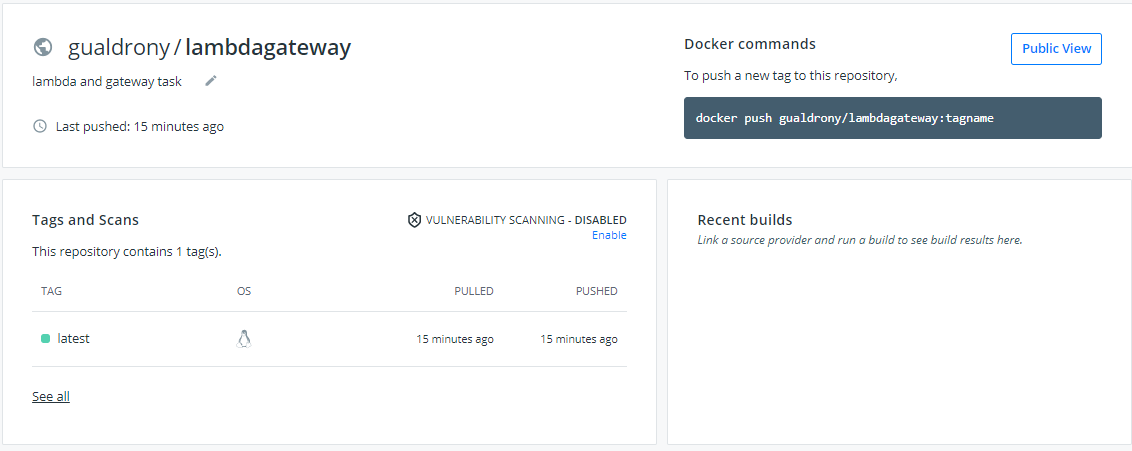 gualdrony / lambdagateway
lambda and gateway task
Last pushed: 15 minutes ago
Docker commands
Public View
To push a new tag to this repository,
docker push gualdrony/lambdagateway:tagname
Tags and Scans
VULNERABILITY SCANNING - DISABLED
Enable
This repository contains 1 tag(s).
TAG OS PULLED PUSHED
latest 15 minutes ago 15 minutes ago
See all
Recent builds
Link a source provider and run a build to see build results here.